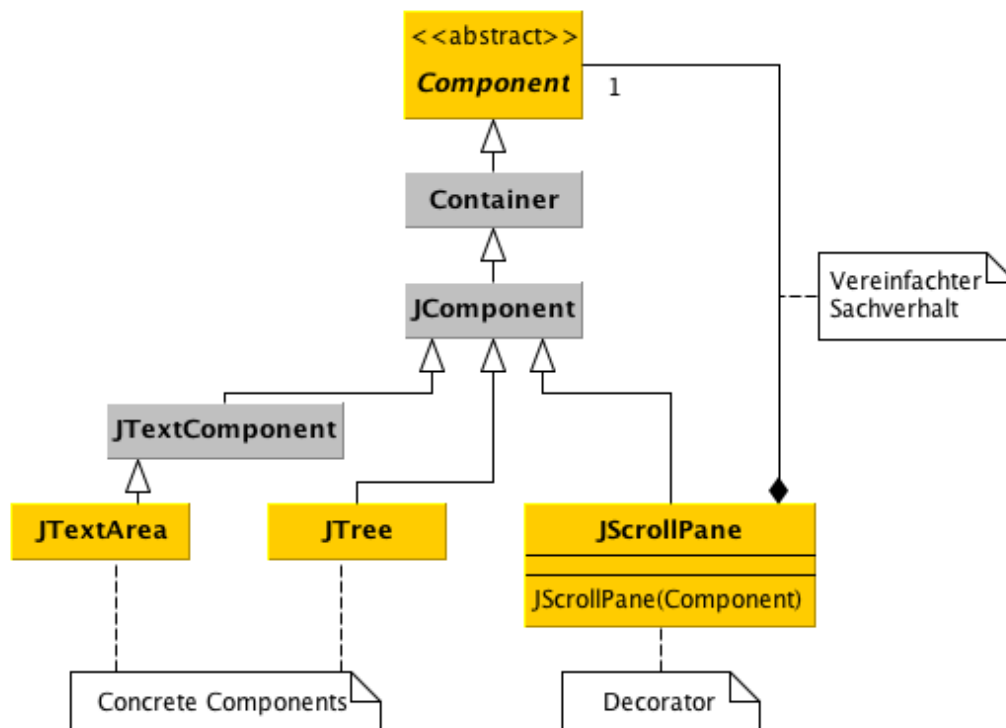 <<abstract>>
Component
1
Container
JComponent
Vereinfachter
Sachverhalt
JTextComponent
JTextArea
JTree
JScrollPane
JScrollPane(Component)
Concrete Components
Decorator